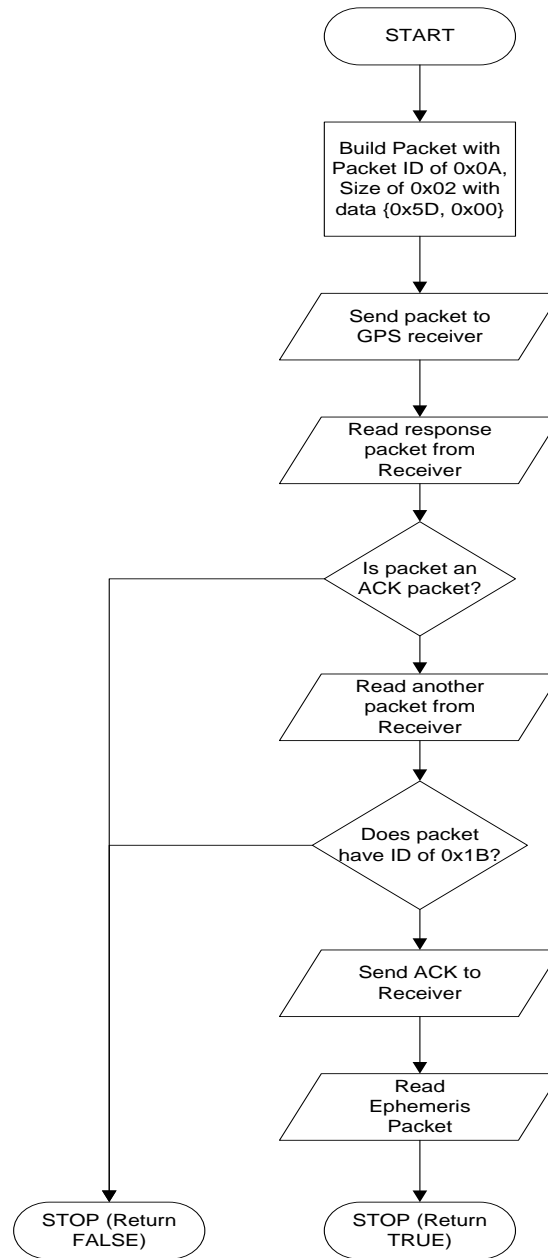 START
Build Packet with
Packet ID of 0x0A,
Size of 0x02 with
data {0x5D, 0x00}
Send packet to
GPS receiver
Read response
packet from
Receiver
Is packet an
ACK packet?
Read another
packet from
Receiver
Does packet
have ID of 0x1B?
Send ACK to
Receiver
Read
Ephemeris
Packet
STOP (Return
FALSE)
STOP (Return
TRUE)